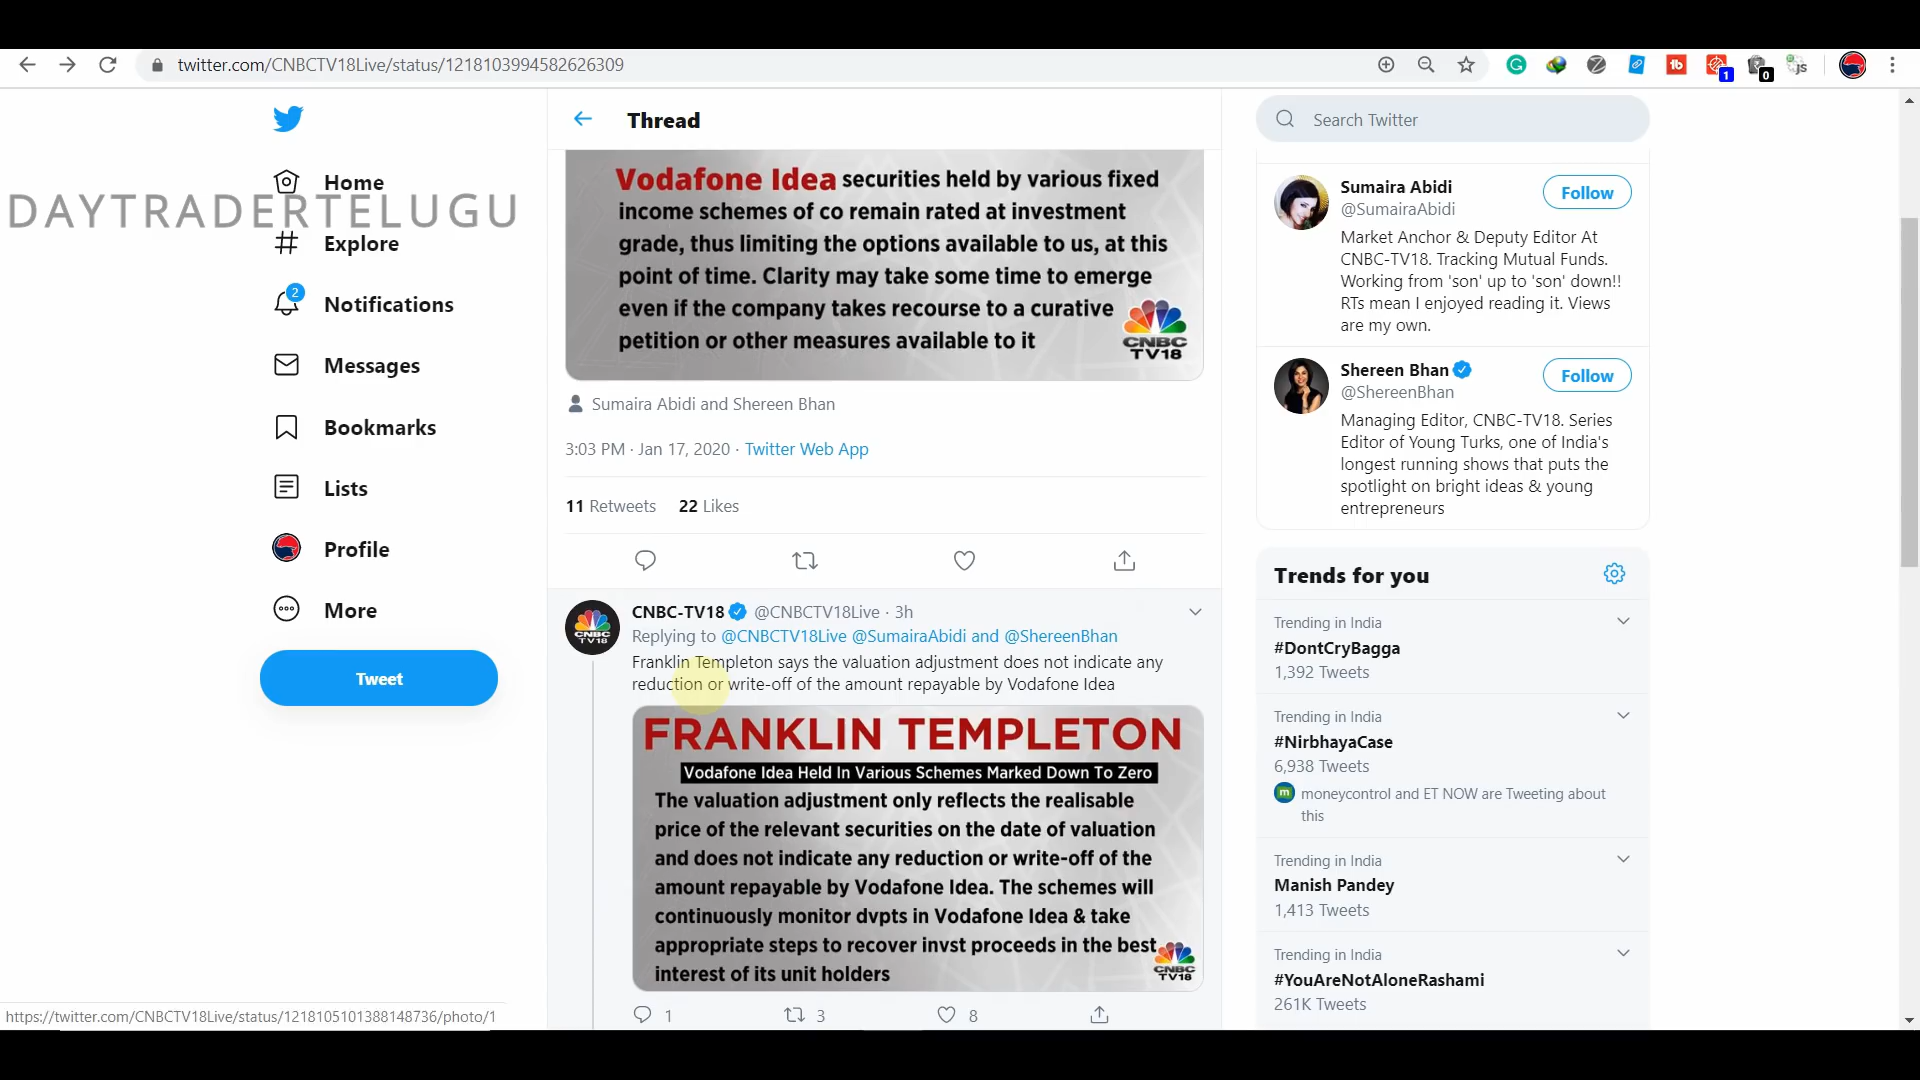 twitter.com/CNBCTV18Live/status/1218103994582626309
1
0
js
DAYTRADERTELUGU
Home
Explore
2
Notifications
Messages
Bookmarks
Lists
Profile
More
Tweet
Thread
Vodafone Idea securities held by various fixed
income schemes of co remain rated at investment
grade, thus limiting the options available to us, at this
point of time. Clarity may take some time to emerge
even if the company takes recourse to a curative
petition or other measures available to it
CNBC
TV18
Sumaira Abidi and Shereen Bhan
3:03 PM · Jan 17, 2020 · Twitter Web App
11 Retweets 22 Likes
CNBC-TV18 @CNBCTV18Live · 3h
Replying to @CNBCTV18Live @SumairaAbidi and @ShereenBhan
Franklin Templeton says the valuation adjustment does not indicate any
reduction or write-off of the amount repayable by Vodafone Idea
CNBC
TV18
FRANKLIN TEMPLETON
Vodafone Idea Held In Various Schemes Marked Down To Zero
The valuation adjustment only reflects the realisable
price of the relevant securities on the date of valuation
and does not indicate any reduction or write-off of the
amount repayable by Vodafone Idea. The schemes will
continuously monitor dvpts in Vodafone Idea & take
appropriate steps to recover invst proceeds in the best
interest of its unit holders
CNBC
TV18
1 3 8
Search Twitter
Sumaira Abidi
@SumairaAbidi
Follow
Market Anchor & Deputy Editor At
CNBC-TV18. Tracking Mutual Funds.
Working from 'son' up to 'son' down!!
RTs mean I enjoyed reading it. Views
are my own.
Shereen Bhan
@ShereenBhan
Follow
Managing Editor, CNBC-TV18. Series
Editor of Young Turks, one of India's
longest running shows that puts the
spotlight on bright ideas & young
entrepreneurs
Trends for you
Trending in India
#DontCryBagga
1,392 Tweets
Trending in India
#NirbhayaCase
6,938 Tweets
m moneycontrol and ET NOW are Tweeting about
this
Trending in India
Manish Pandey
1,413 Tweets
Trending in India
#YouAreNotAloneRashami
261K Tweets
https://twitter.com/CNBCTV18Live/status/1218105101388148736/photo/1